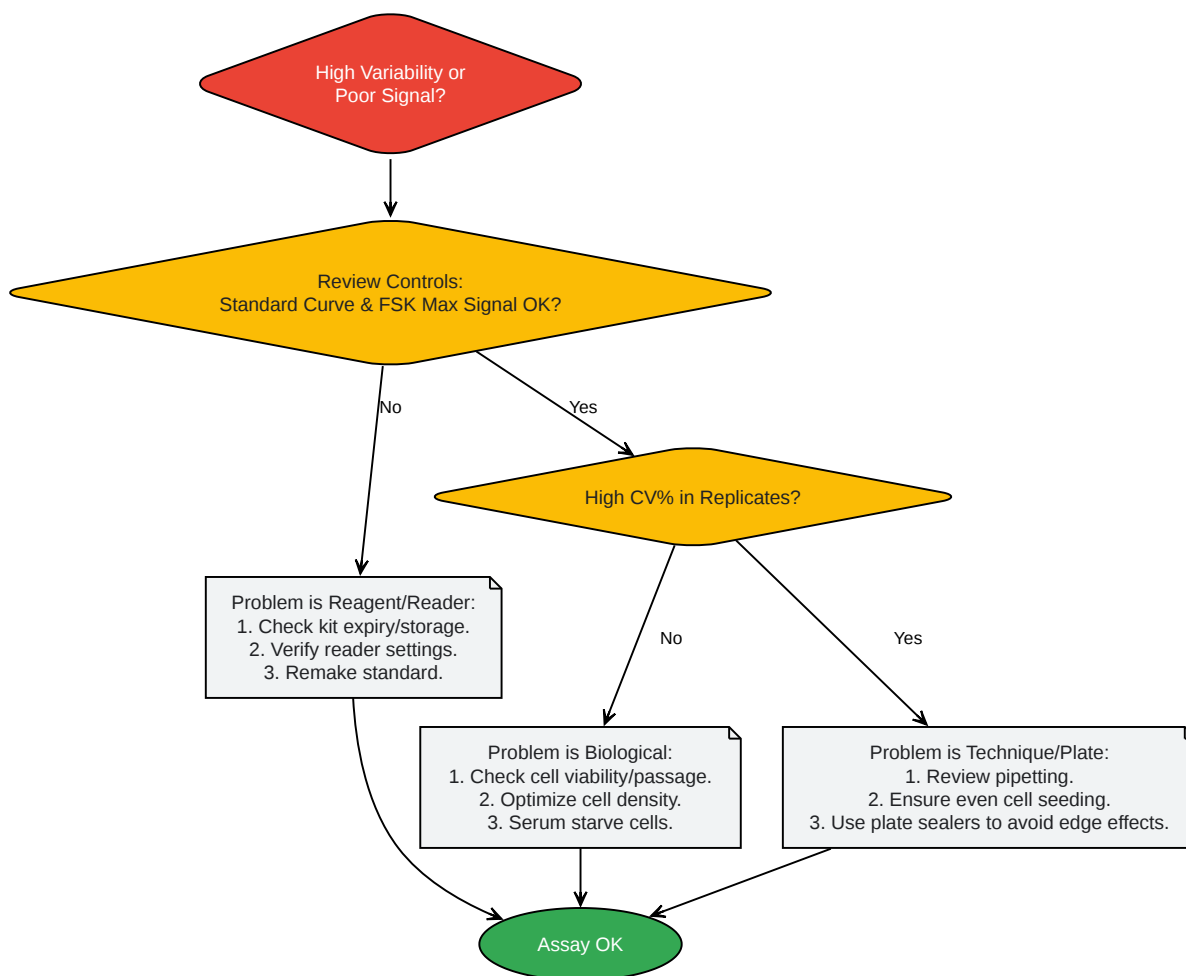 High Variability or
Poor Signal?
Review Controls:
Standard Curve & FSK Max Signal OK?
No
Yes
High CV% in Replicates?
Problem is Reagent/Reader:
1. Check kit expiry/storage.
2. Verify reader settings.
3. Remake standard.
No
Yes
Problem is Biological:
1. Check cell viability/passage.
2. Optimize cell density.
3. Serum starve cells.
Problem is Technique/Plate:
1. Review pipetting.
2. Ensure even cell seeding.
3. Use plate sealers to avoid edge effects.
Assay OK